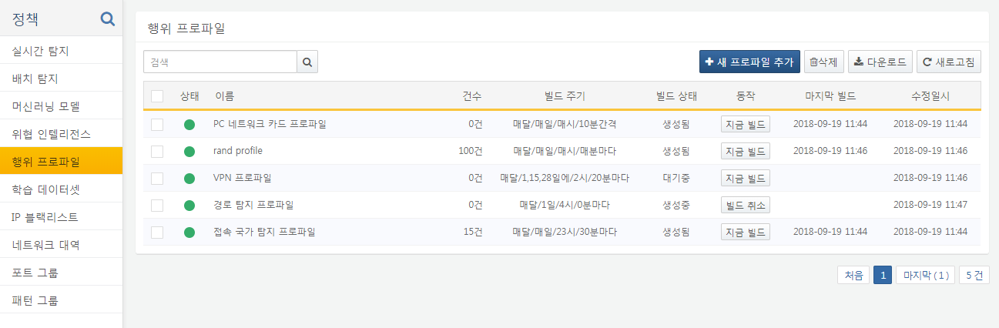 정책
실시간 탐지
배치 탐지
머신러닝 모델
위협 인텔리전스
행위 프로파일
학습 데이터셋
IP 블랙리스트
네트워크 대역
포트 그룹
패턴 그룹
행위 프로파일
검색 새 프로파일 추가 삭제 다운로드 새로고침
상태 이름 건수 빌드 주기 빌드 상태 동작 마지막 빌드 수정일시
PC 네트워크 카드 프로파일 0건 매달/매일/매시/10분간격 생성됨 지금 빌드 2018-09-19 11:44 2018-09-19 11:44
rand profile 100건 매달/매일/매시/매분마다 생성됨 지금 빌드 2018-09-19 11:46 2018-09-19 11:46
VPN 프로파일 0건 매달/1,15,28일에/2시/20분마다 대기중 지금 빌드 2018-09-19 11:46
경로 탐지 프로파일 0건 매달/1일/4시/0분마다 생성중 빌드 취소 2018-09-19 11:47
접속 국가 탐지 프로파일 15건 매달/매일/23시/30분마다 생성됨 지금 빌드 2018-09-19 11:44 2018-09-19 11:44
처음 1 마지막 ( 1 ) 5 건